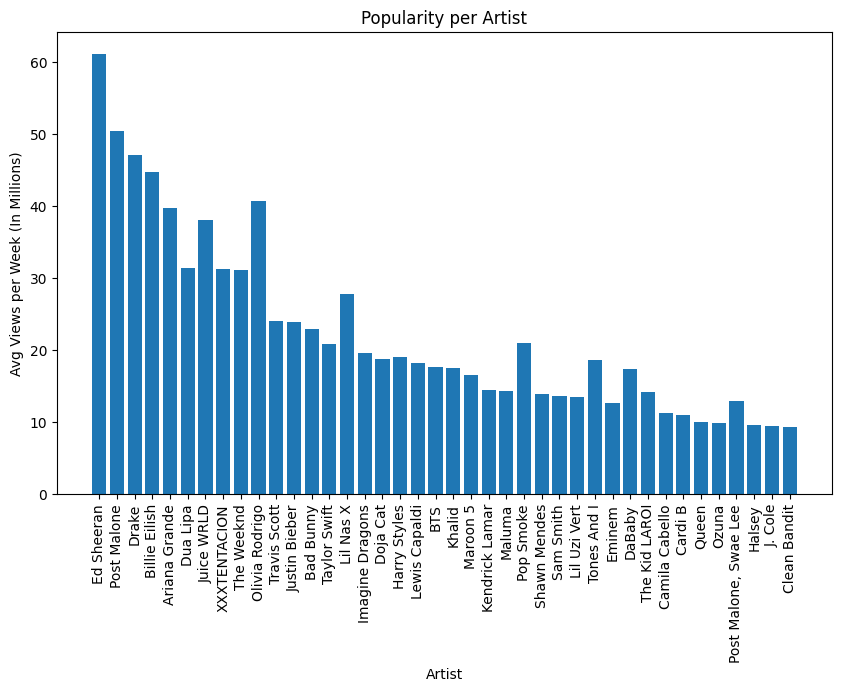 Popularity per Artist
Avg Views per Week (In Millions)
60
50
40
30
20
10
0
Ed Sheeran
Post Malone
Drake
Billie Eilish
Ariana Grande
Dua Lipa
Juice WRLD
XXXTENTACION
The Weeknd
Olivia Rodrigo
Travis Scott
Justin Bieber
Bad Bunny
Taylor Swift
Lil Nas X
Imagine Dragons
Doja Cat
Harry Styles
Lewis Capaldi
BTS
Khalid
Maroon 5
Kendrick Lamar
Maluma
Pop Smoke
Shawn Mendes
Sam Smith
Lil Uzi Vert
Tones And I
Eminem
DaBaby
The Kid LAROI
Camila Cabello
Cardi B
Queen
Ozuna
Post Malone, Swae Lee
Halsey
J. Cole
Clean Bandit
Artist